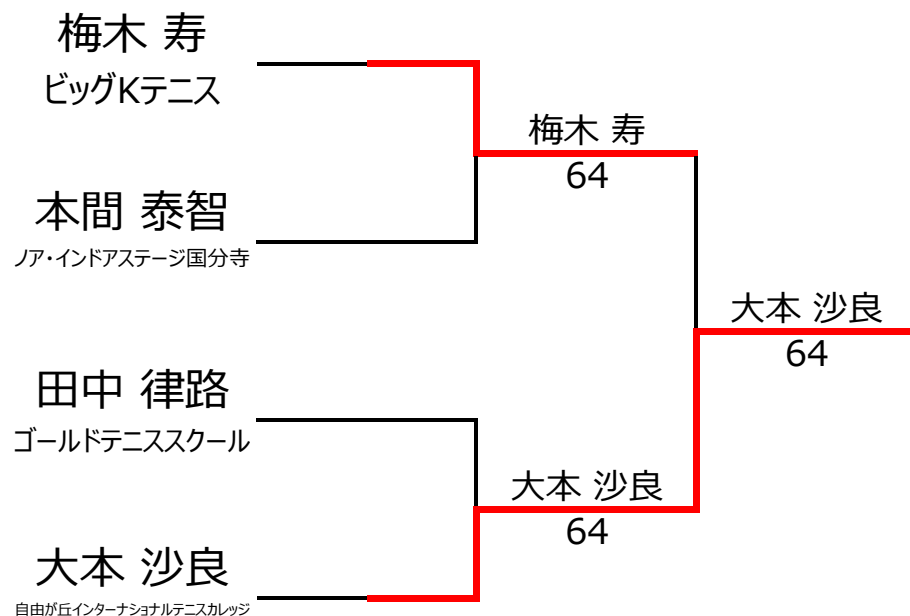 梅木 寿
ビッグKテニス
梅木 寿
64
本間 泰智
ノア・インドアステージ国分寺
大本 沙良
64
田中 律路
ゴールドテニススクール
大本 沙良
64
大本 沙良
自由が丘インターナショナルテニスカレッジ